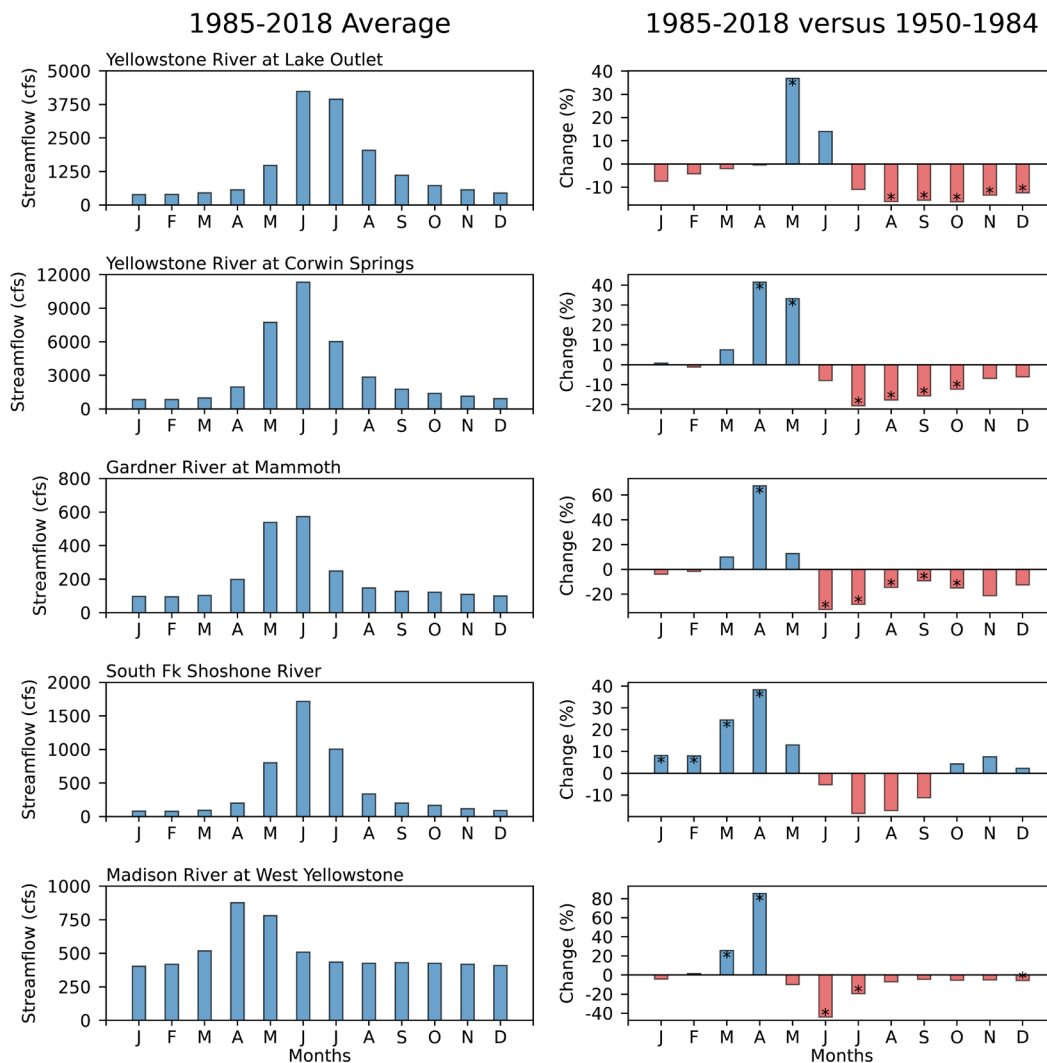 1985-2018 Average
1985-2018 versus 1950-1984
Yellowstone River at Lake Outlet
Streamflow (cfs)
5000
3750
2500
1250
0
J F M A M J J A S O N D
Change (%)
40
30
20
10
0
-10
*
*
*
*
*
*
J F M A M J J A S O N D
Yellowstone River at Corwin Springs
Streamflow (cfs)
12000
9000
6000
3000
0
J F M A M J J A S O N D
Change (%)
40
30
20
10
0
-10
-20
*
*
*
*
*
*
J F M A M J J A S O N D
Gardner River at Mammoth
Streamflow (cfs)
800
600
400
200
0
J F M A M J J A S O N D
Change (%)
60
40
20
0
-20
*
*
*
*
*
*
J F M A M J J A S O N D
South Fk Shoshone River
Streamflow (cfs)
2000
1500
1000
500
0
J F M A M J J A S O N D
Change (%)
40
30
20
10
0
-10
*
*
*
*
J F M A M J J A S O N D
Madison River at West Yellowstone
Streamflow (cfs)
1000
750
500
250
0
J F M A M J J A S O N D
Months
Change (%)
80
60
40
20
0
-20
-40
*
*
*
*
*
J F M A M J J A S O N D
Months